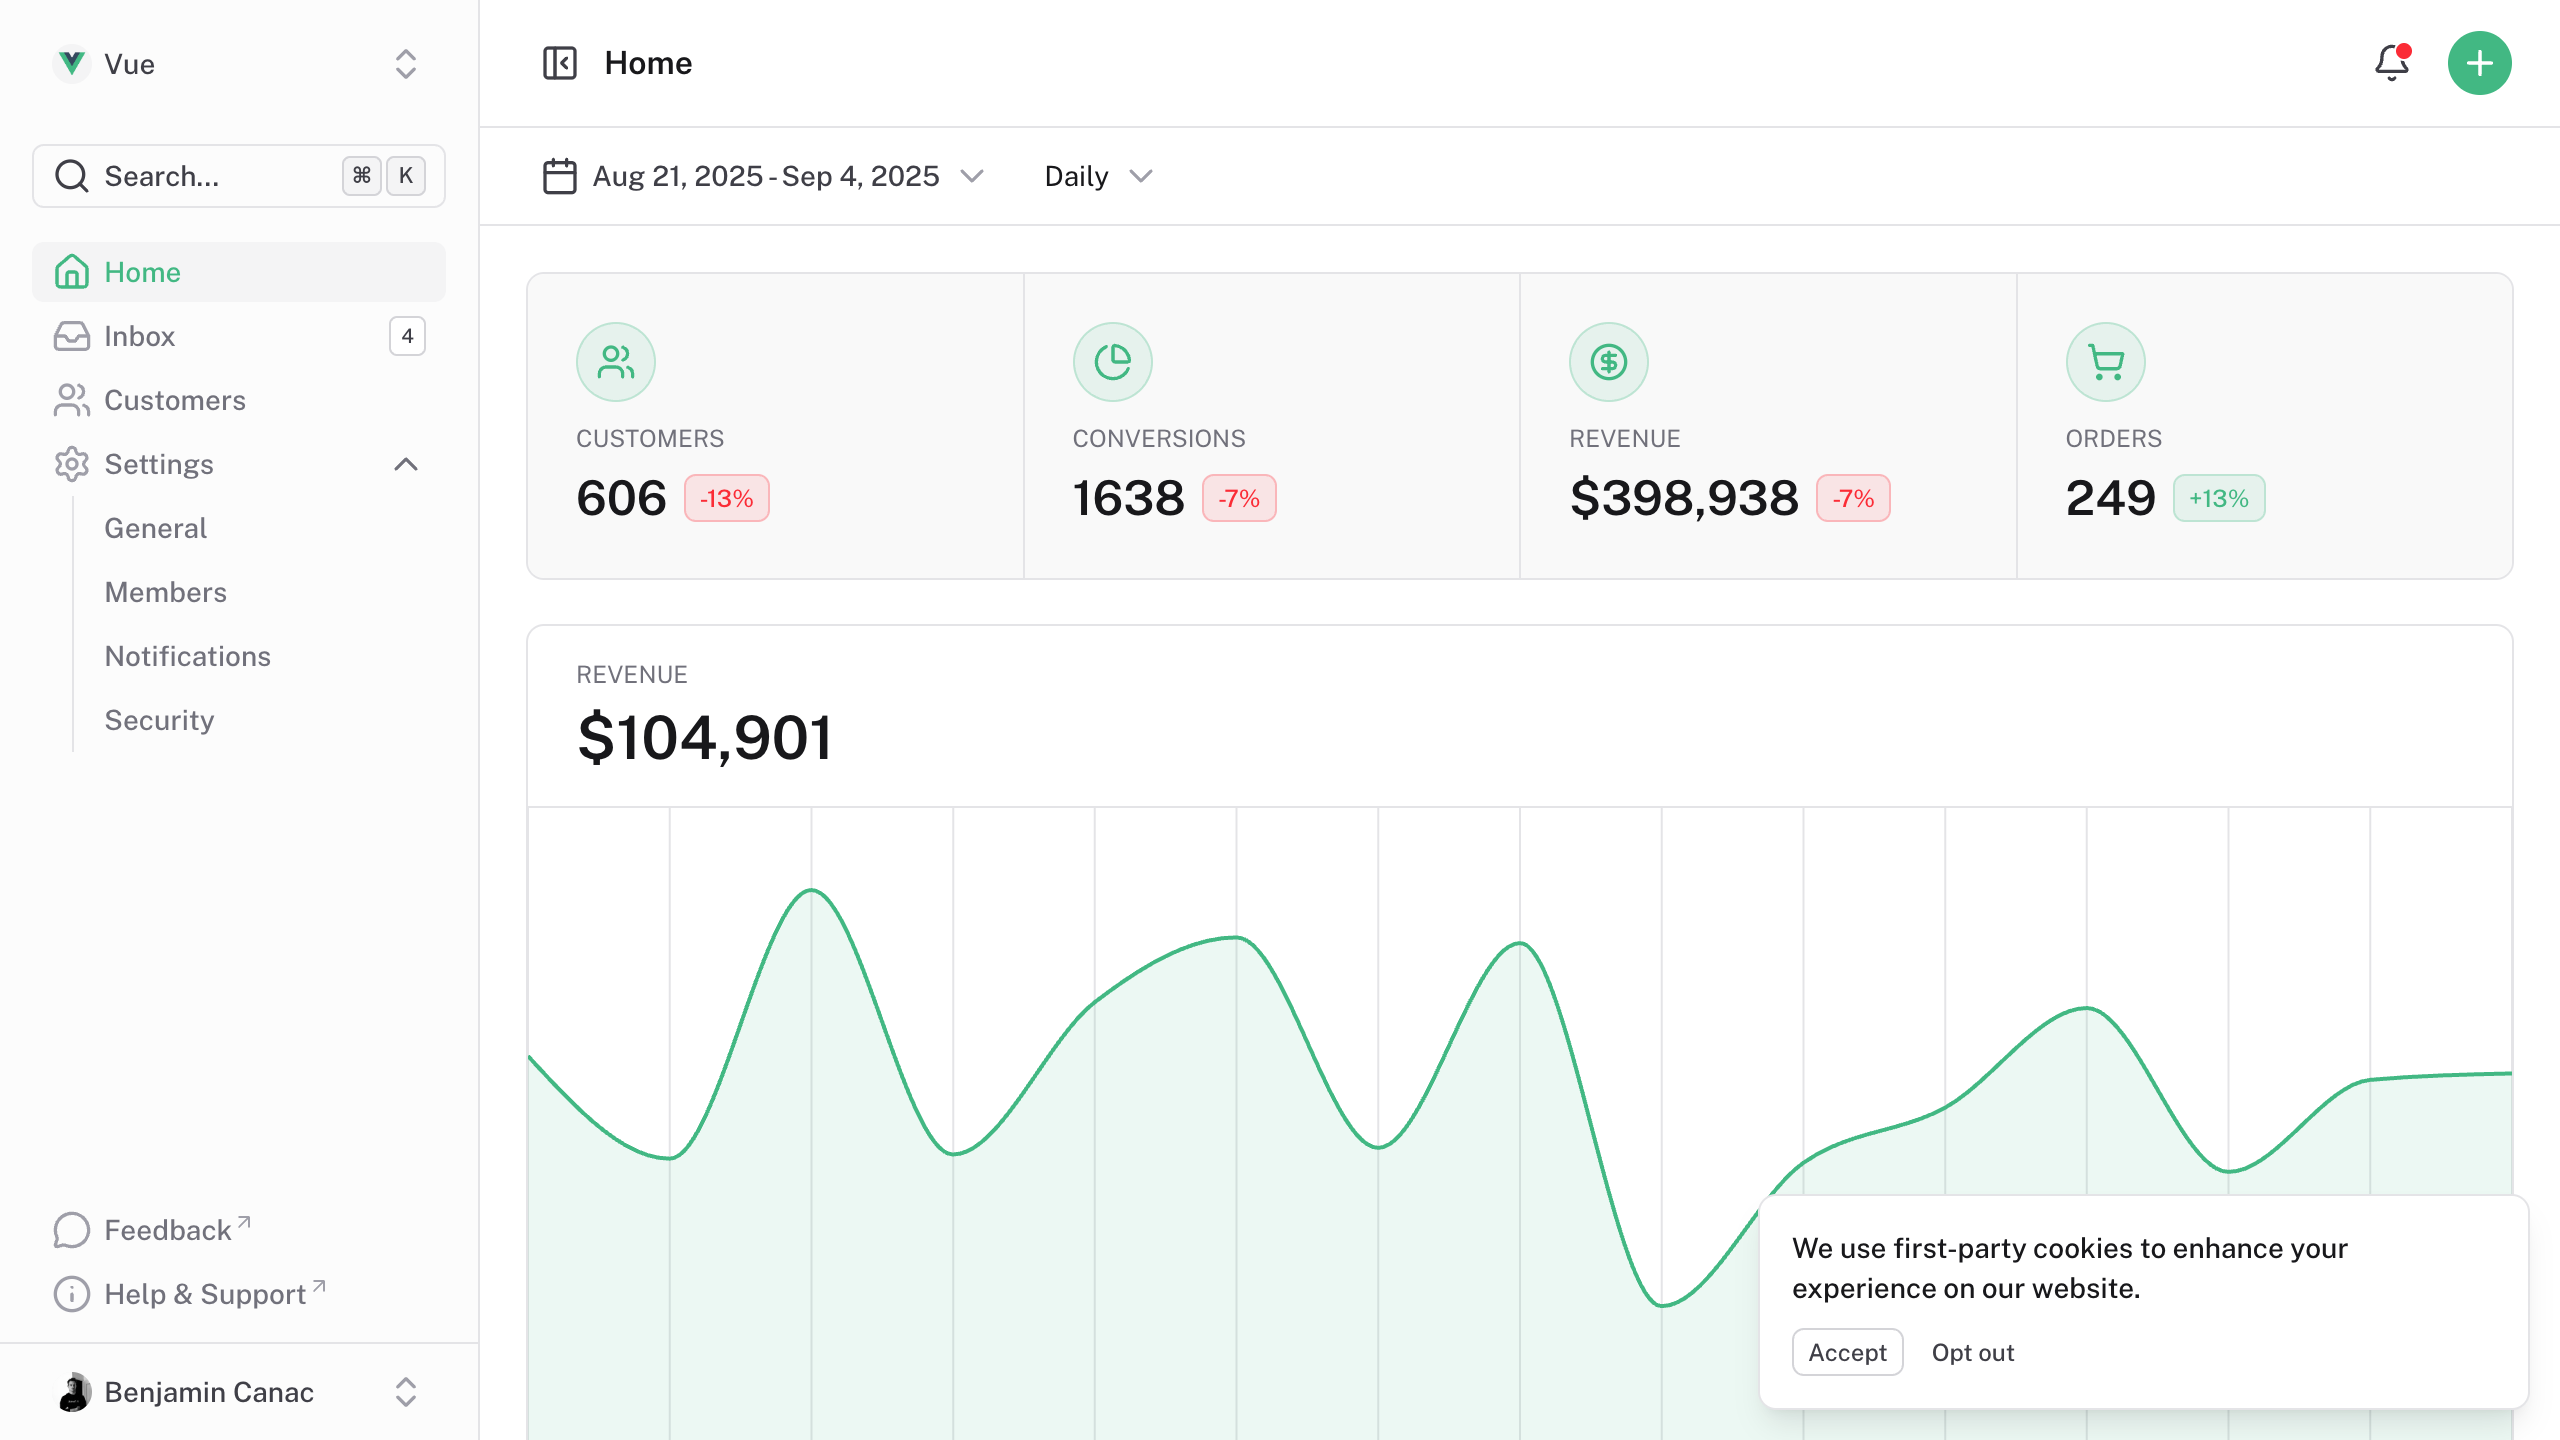 Vue
Search...
⌘ K
Home
Inbox
4
Customers
Settings
General
Members
Notifications
Security
Feedback
Help & Support
Benjamin Canac
Home
Aug 21, 2025 - Sep 4, 2025
Daily
CUSTOMERS
606 -13%
CONVERSIONS
1638 -7%
REVENUE
$398,938 -7%
ORDERS
249 +13%
REVENUE
$104,901
We use first-party cookies to enhance your
experience on our website.
Accept
Opt out